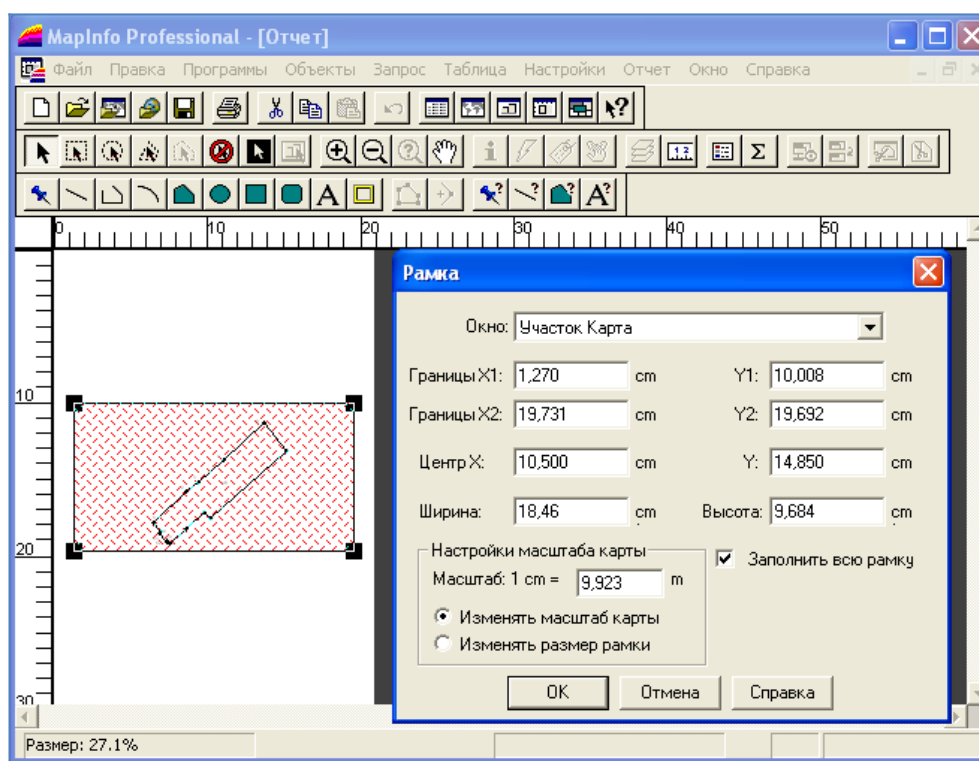 MapInfo Professional - [Отчет]
Файл Правка Программы Объекты Запрос Таблица Настройки Отчет Окно Справка
0 10 20 30 40 50
Рамка
Окно: Участок Карта
Границы X1: 1,270 cm Y1: 10,008 cm
Границы X2: 19,731 cm Y2: 19,692 cm
Центр X: 10,500 cm Y: 14,850 cm
Ширина: 18,46 cm Высота: 9,684 cm
Настройки масштаба карты
Заполнить всю рамку
Масштаб: 1 cm = 9,923 m
Изменять масштаб карты
Изменять размер рамки
OK Отмена Справка
10
20
30
Размер: 27.1%